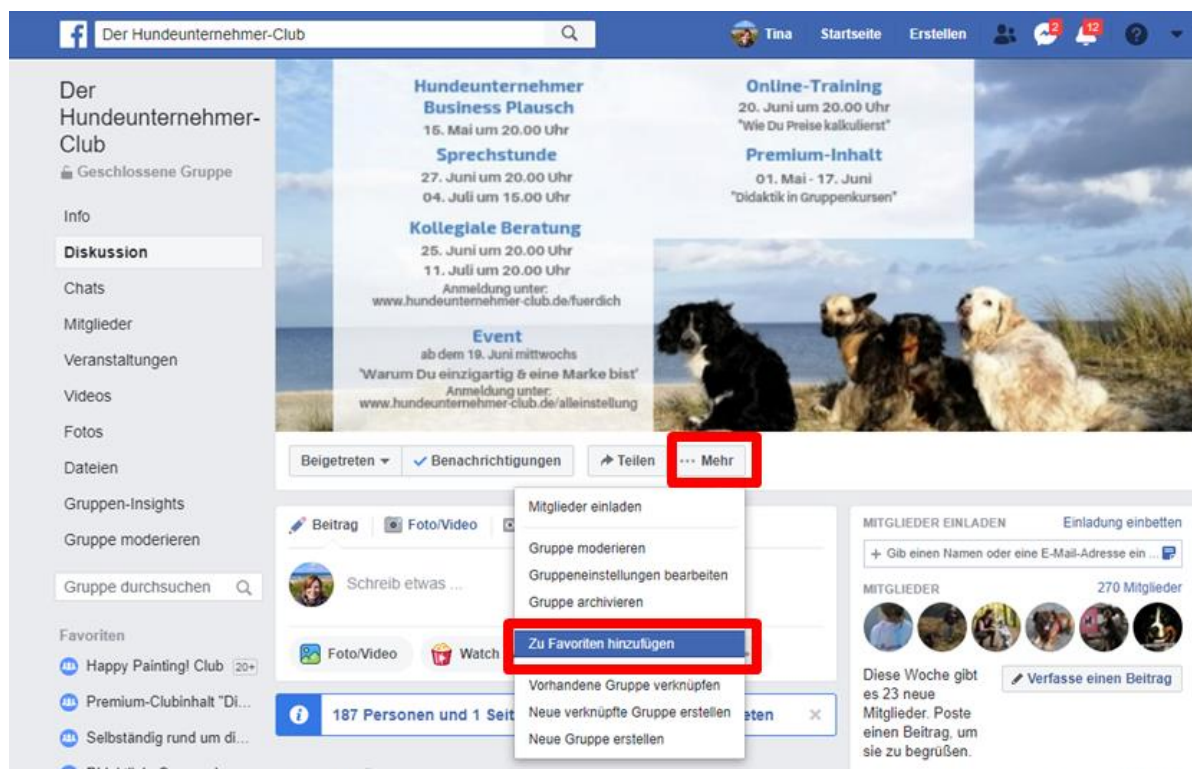 Der Hundeunternehmer-Club
Tina
Startseite
Erstellen
2
12
Der
Hundeunternehmer-
Club
Geschlossene Gruppe
Info
Diskussion
Chats
Mitglieder
Veranstaltungen
Videos
Fotos
Dateien
Gruppen-Insights
Gruppe moderieren
Gruppe durchsuchen
Favoriten
Happy Painting! Club 20+
Premium-Clubinhalt "Di...
Selbständig rund um di...
Hundeunternehmer
Business Plausch
15. Mai um 20.00 Uhr
Sprechstunde
27. Juni um 20.00 Uhr
04. Juli um 15.00 Uhr
Kollegiale Beratung
25. Juni um 20.00 Uhr
11. Juli um 20.00 Uhr
Anmeldung unter:
www.hundeunternehmer-club.de/fuerdich
Event
ab dem 19. Juni mittwochs
'Warum Du einzigartig & eine Marke bist'
Anmeldung unter:
www.hundeunternehmer-club.de/alleinstellung
Online-Training
20. Juni um 20.00 Uhr
"Wie Du Preise kalkulierst"
Premium-Inhalt
01. Mai - 17. Juni
"Didaktik in Gruppenkursen"
Beigetreten
Benachrichtigungen
Teilen
Mehr
Beitrag
Foto/Video
Schreib etwas ...
Foto/Video
Watch
187 Personen und 1 Seit
eten
Mitglieder einladen
Gruppe moderieren
Gruppeneinstellungen bearbeiten
Gruppe archivieren
Zu Favoriten hinzufügen
Vorhandene Gruppe verknüpfen
Neue verknüpfte Gruppe erstellen
Neue Gruppe erstellen
MITGLIEDER EINLADEN
Einladung einbetten
+ Gib einen Namen oder eine E-Mail-Adresse ein ...
MITGLIEDER
270 Mitglieder
Diese Woche gibt
es 23 neue
Mitglieder. Poste
einen Beitrag, um
sie zu begrüßen.
Verfasse einen Beitrag